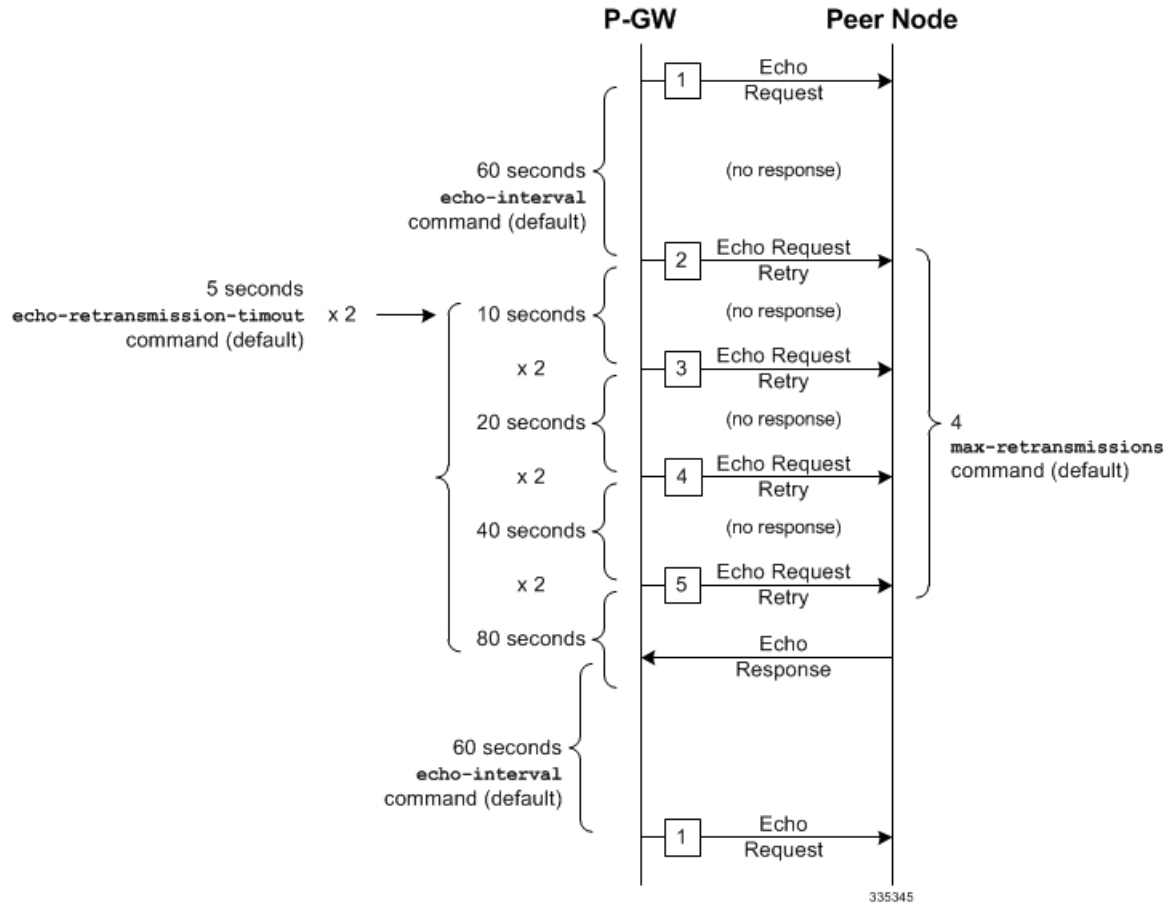 P-GW
Peer Node
1
Echo
Request
60 seconds
echo-interval
command (default)
(no response)
2
Echo Request
Retry
5 seconds
echo-retransmission-timout
command (default)
x 2
10 seconds
(no response)
x 2
3
Echo Request
Retry
20 seconds
(no response)
4
max-retransmissions
command (default)
x 2
4
Echo Request
Retry
40 seconds
(no response)
x 2
5
Echo Request
Retry
80 seconds
Echo
Response
60 seconds
echo-interval
command (default)
1
Echo
Request
335345